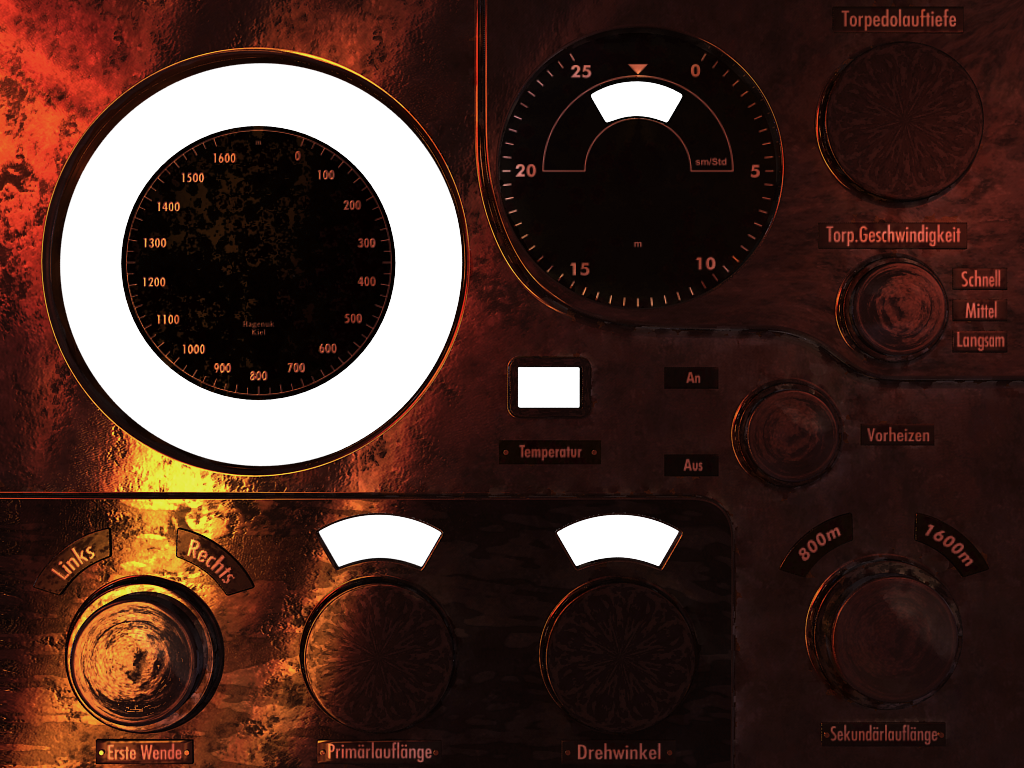 Torpedolauftiefe
25
0
20
sm/Std
5
m
15
10
m
1600
0
1500
100
1400
200
1300
300
1200
400
1100
500
1000
600
900
700
800
Hagenuk
Kiel
Torp.Geschwindigkeit
Schnell
Mittel
Langsam
An
Temperatur
Aus
Vorheizen
Links
Rechts
800m
1600m
Erste Wende
Primärlauflänge
Drehwinkel
Sekundärlauflänge